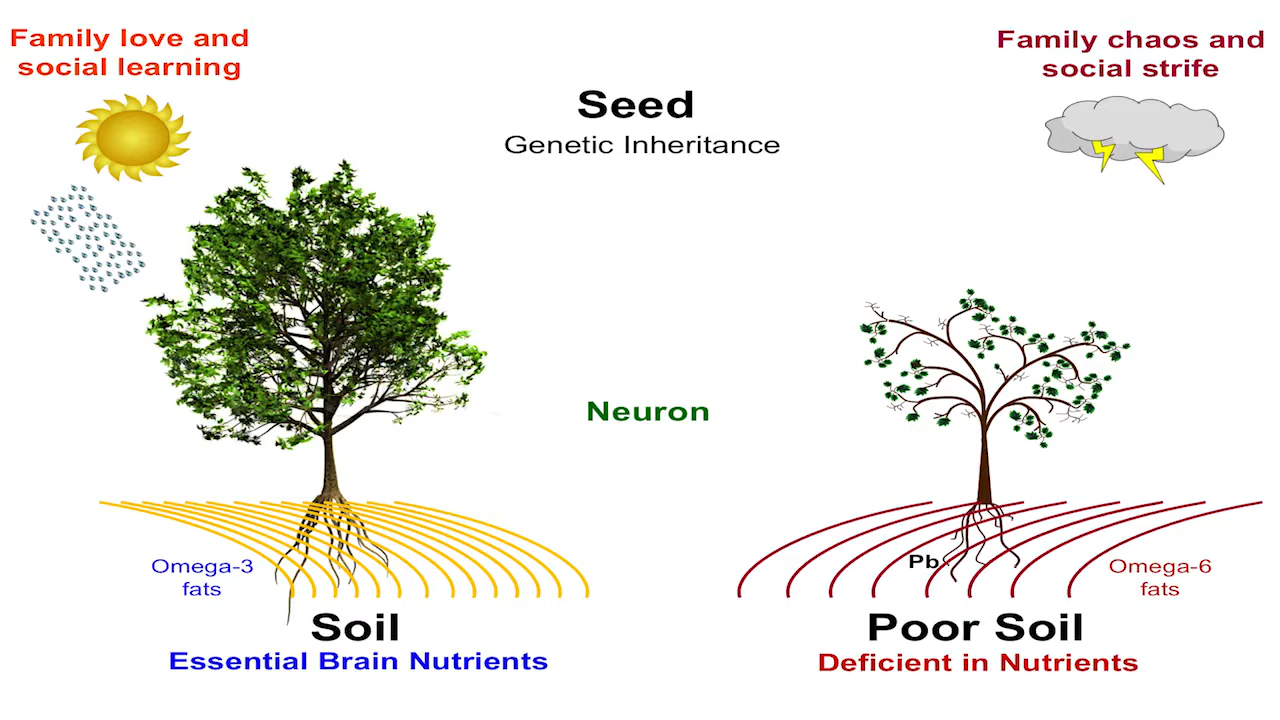 Family love and
social learning
Family chaos and
social strife
Seed
Genetic Inheritance
Neuron
Omega-3
fats
Pb
Omega-6
fats
Soil
Essential Brain Nutrients
Poor Soil
Deficient in Nutrients